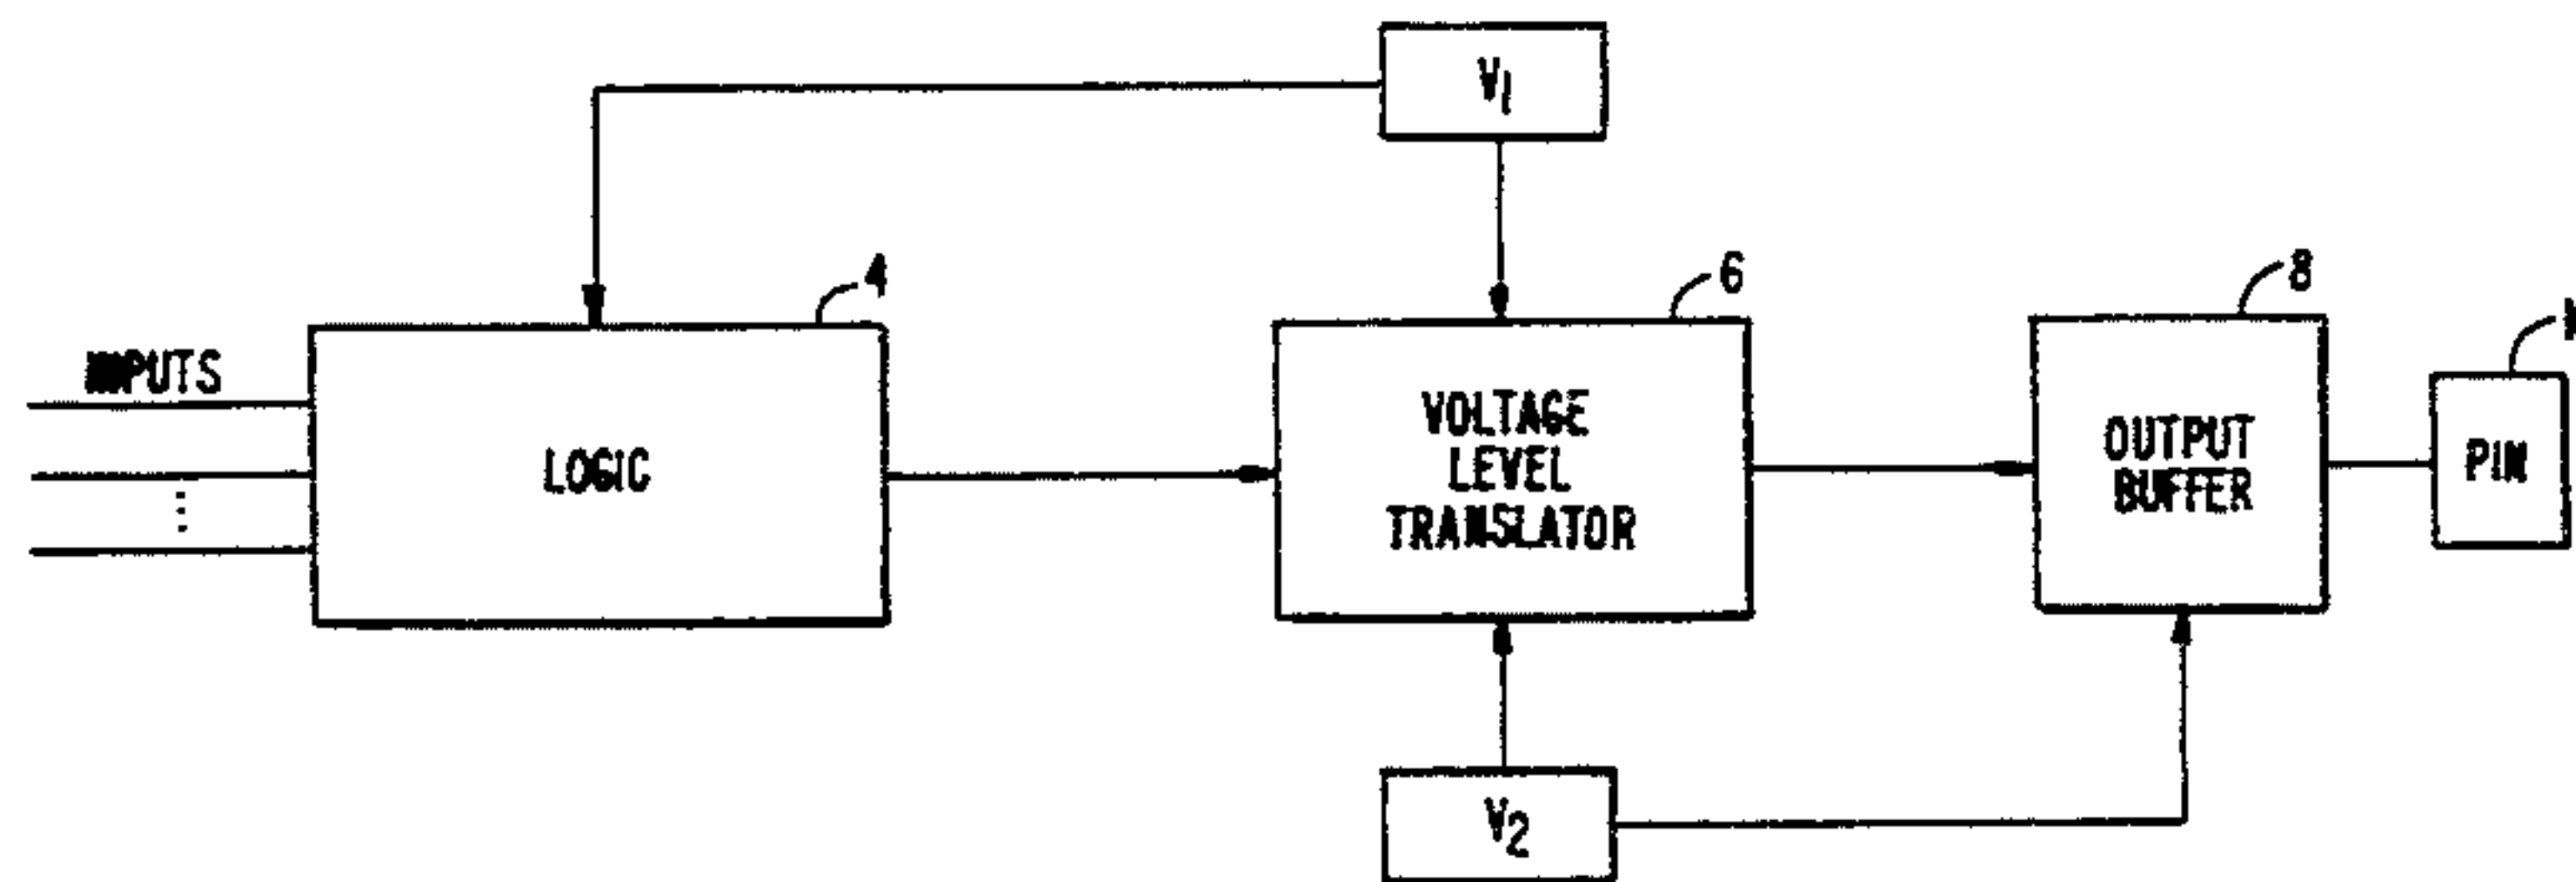 V1
4
6
8
INPUTS
LOGIC
VOLTAGE
LEVEL
TRANSLATOR
OUTPUT
BUFFER
PIN
V2